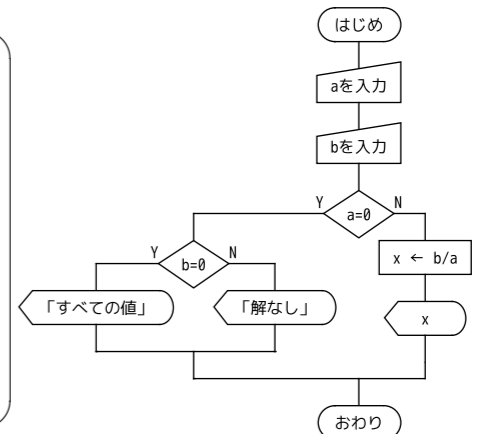 はじめ
aを入力
bを入力
Y
a=0
N
Y
b=0
N
x ← b/a
「すべての値」
「解なし」
x
おわり